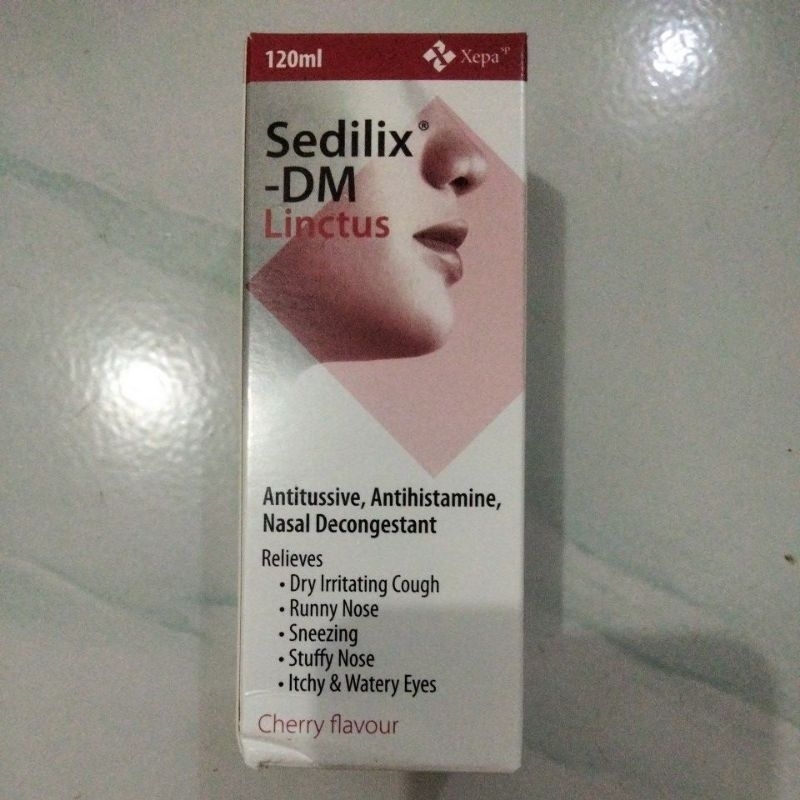 120ml
Xepa sp
Sedilix®
-DM
Linctus
Antitussive, Antihistamine,
Nasal Decongestant
Relieves
• Dry Irritating Cough
• Runny Nose
• Sneezing
• Stuffy Nose
• Itchy & Watery Eyes
Cherry flavour